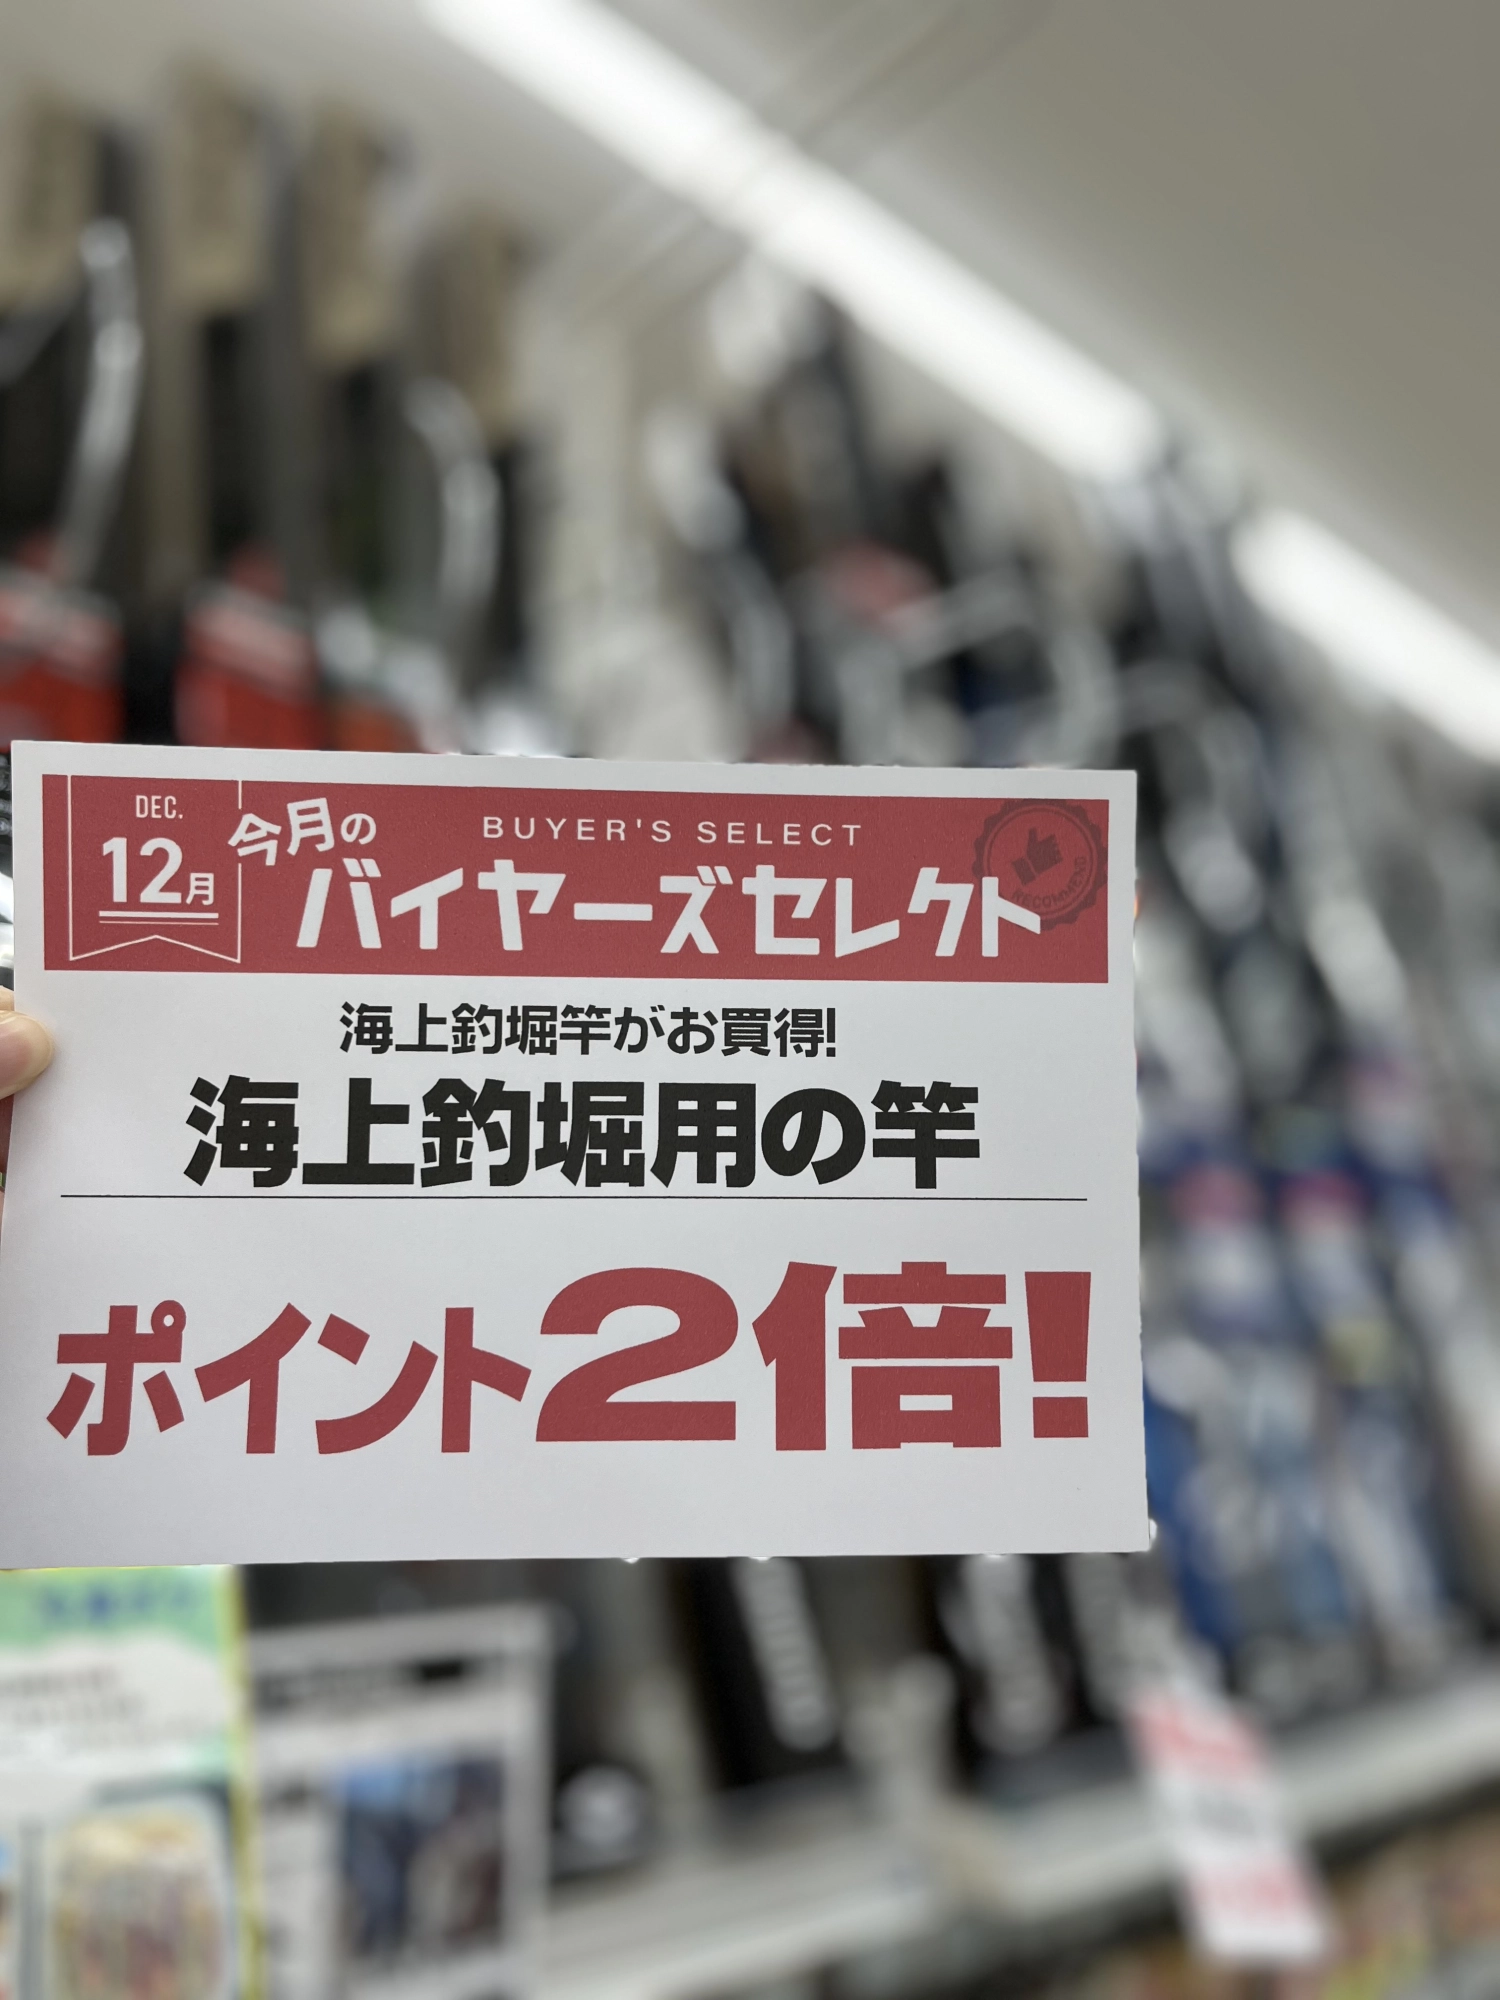 DEC.
12月
今月の
BUYER'S SELECT
バイヤーズセレクト
RECOMMEND
海上釣堀竿がお買得!
海上釣堀用の竿
ポイント2倍!